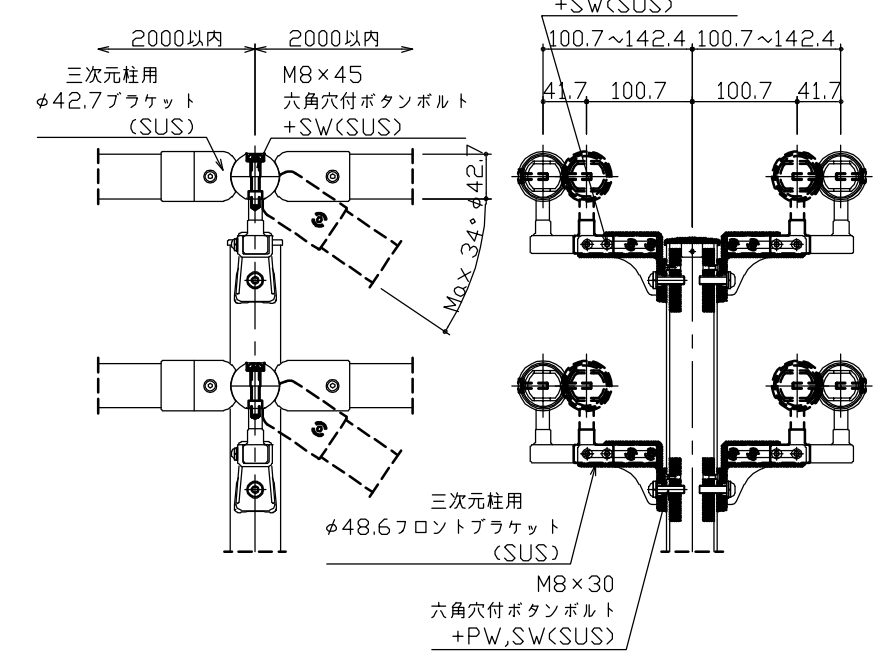 +SW(SUS)
2000以内
2000以内
100.7～142.4
100.7～142.4
三次元柱用
φ42.7ブラケット
(SUS)
M8×45
六角穴付ボタンボルト
+SW(SUS)
41.7
100.7
100.7
41.7
φ42.7
Max 34°
三次元柱用
φ48.6フロントブラケット
(SUS)
M8×30
六角穴付ボタンボルト
+PW,SW(SUS)